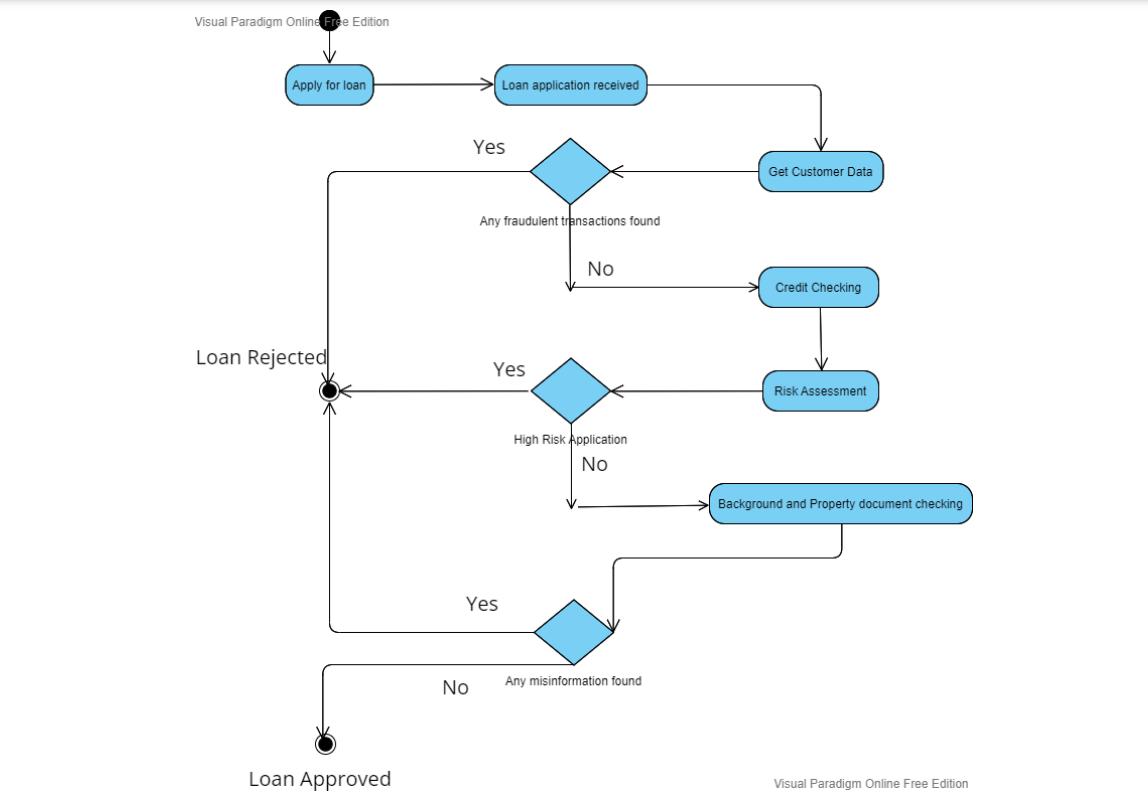 Visual Paradigm Online Free Edition
Apply for loan
Loan application received
Yes
Get Customer Data
Any fraudulent transactions found
No
Credit Checking
Loan Rejected
Yes
Risk Assessment
High Risk Application
No
Background and Property document checking
Yes
Any misinformation found
No
Loan Approved
Visual Paradigm Online Free Edition